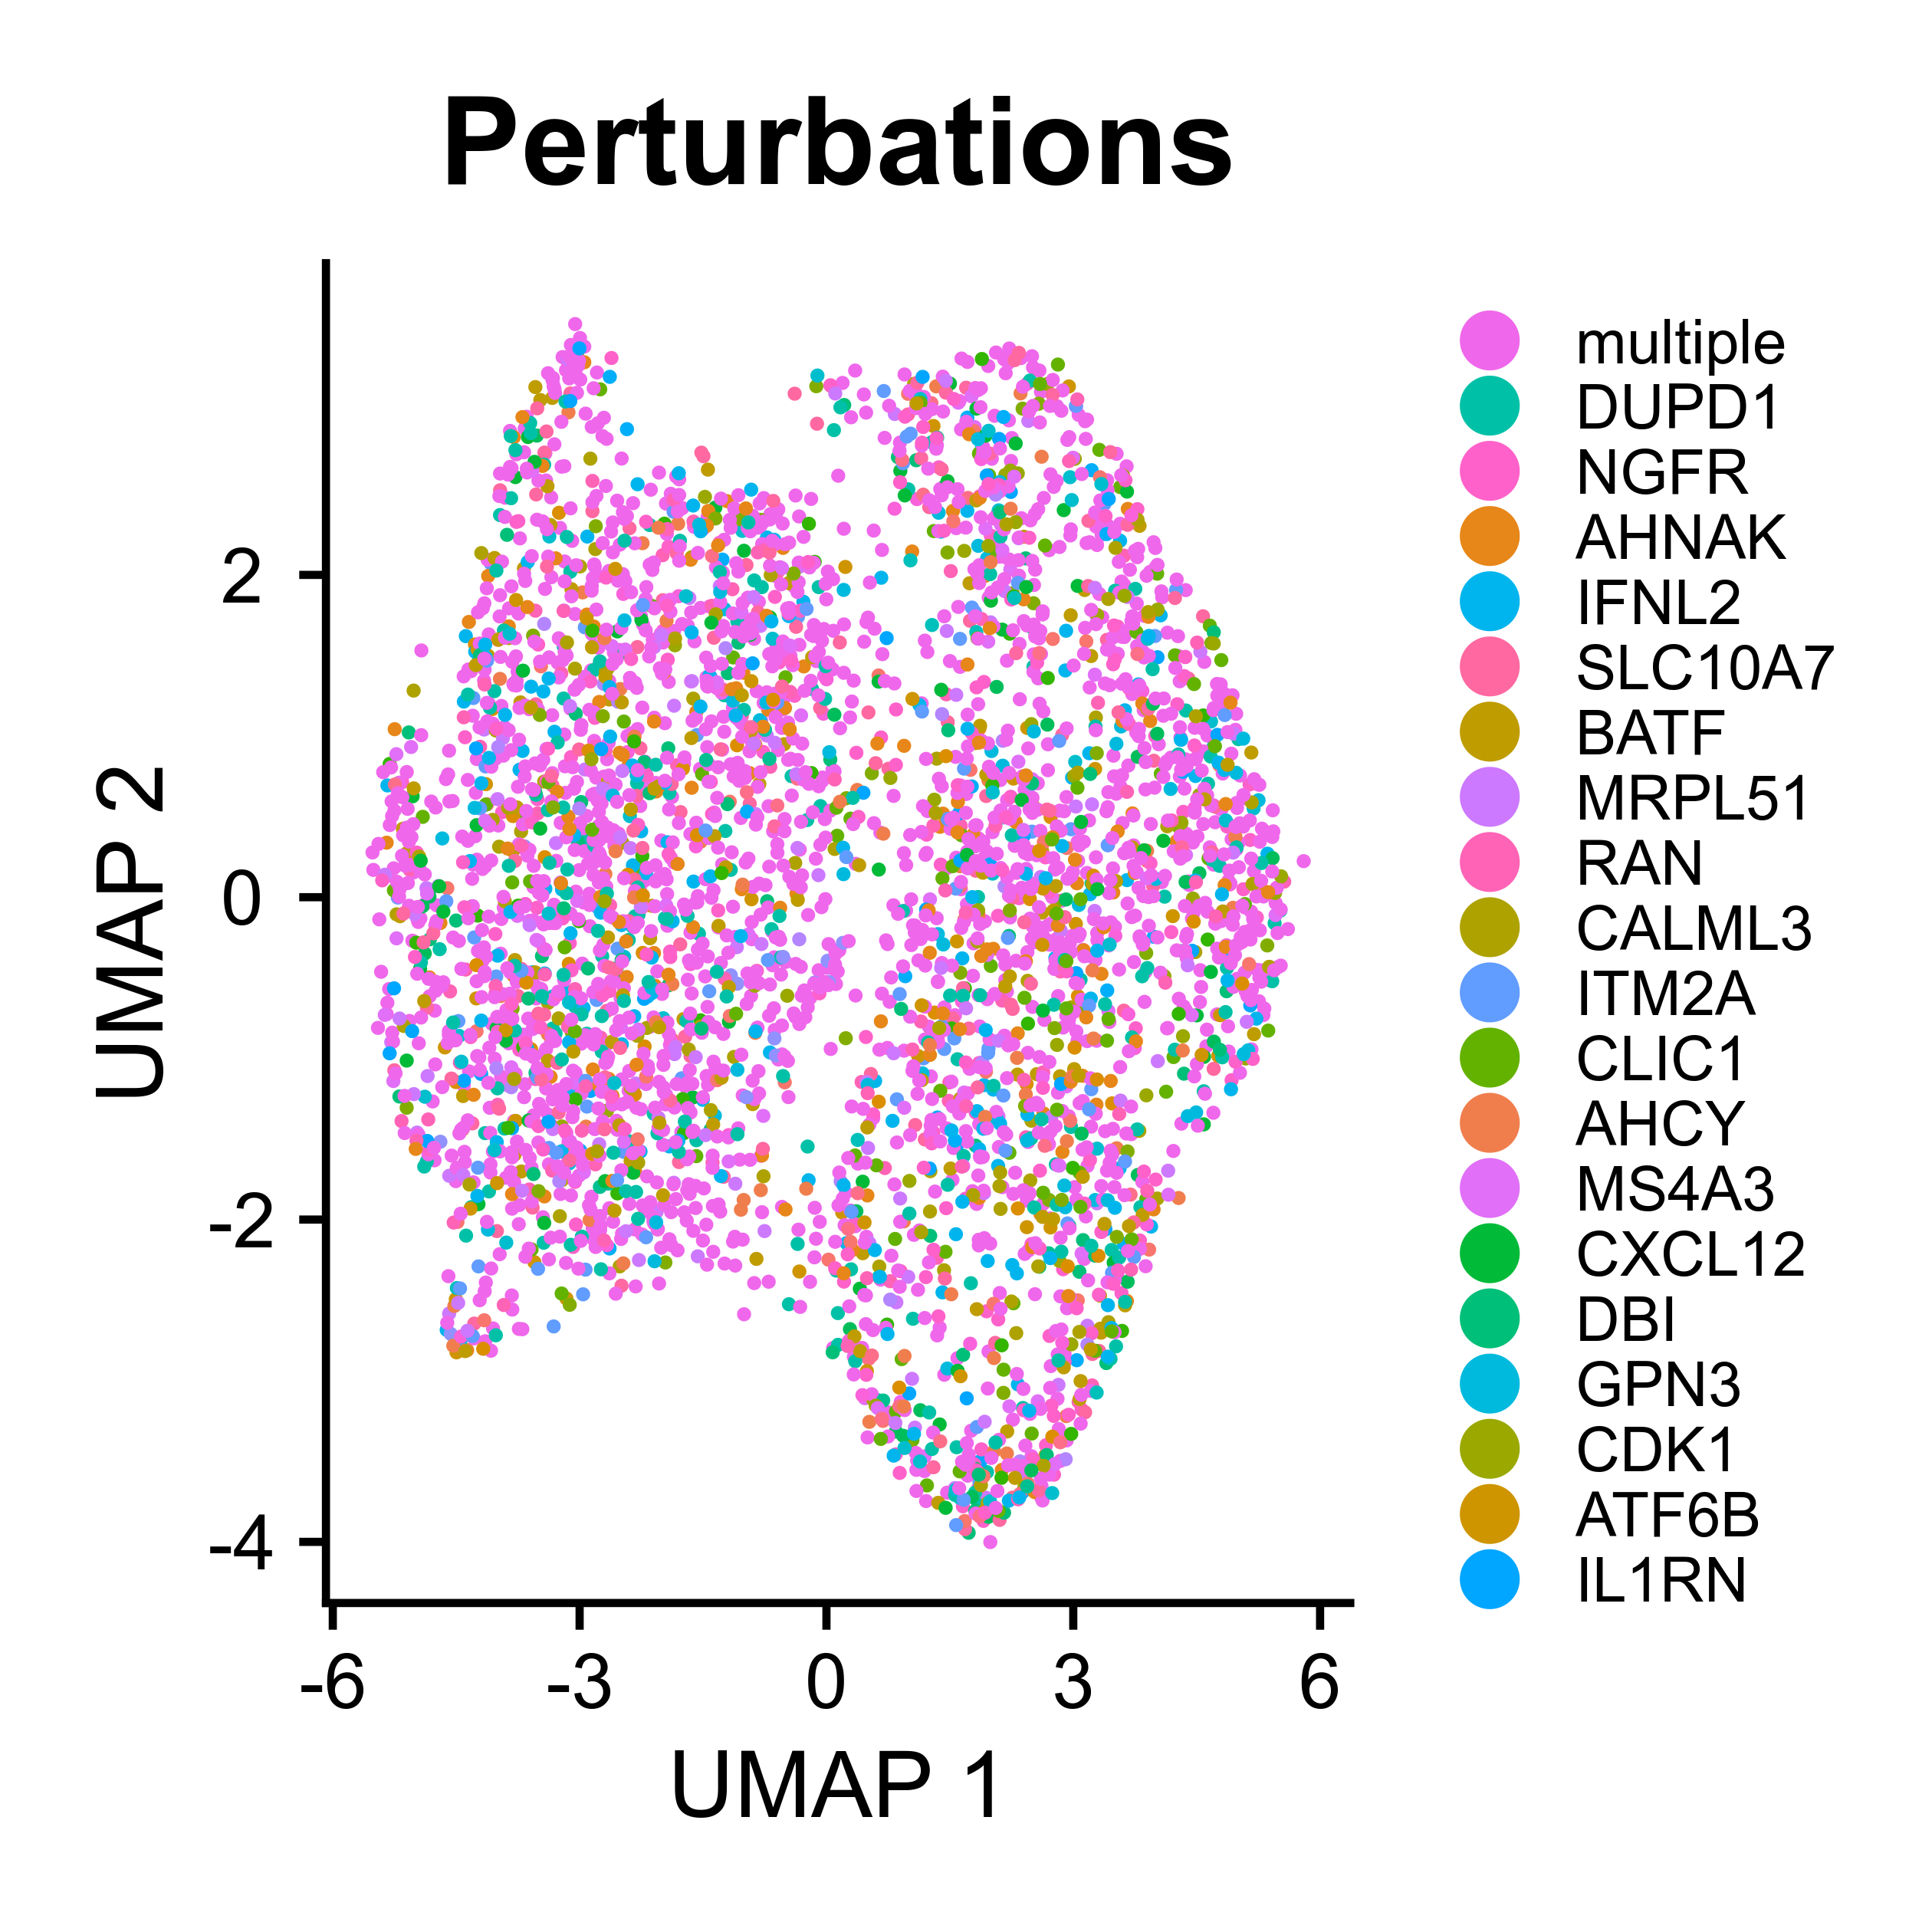 Perturbations
UMAP 2
2
0
-2
-4
-6 -3 0 3 6
UMAP 1
multiple
DUPD1
NGFR
AHNAK
IFNL2
SLC10A7
BATF
MRPL51
RAN
CALML3
ITM2A
CLIC1
AHCY
MS4A3
CXCL12
DBI
GPN3
CDK1
ATF6B
IL1RN